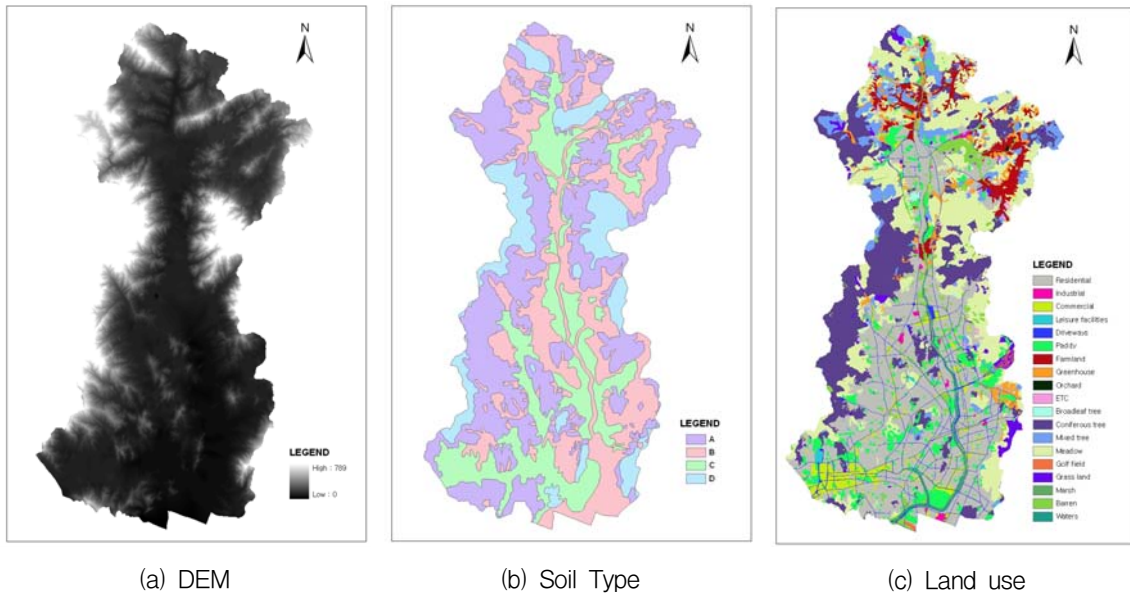 N
LEGEND
High : 789
Low : 0
(a) DEM
N
LEGEND
A
B
C
D
(b) Soil Type
N
LEGEND
Residential
Industrial
Commercial
Leisure facilities
Driveways
Paddy
Farmland
Greenhouse
Orchard
ETC
Broadleaf tree
Coniferous tree
Mixed tree
Meadow
Golf field
Grass land
Marsh
Barren
Waters
(c) Land use